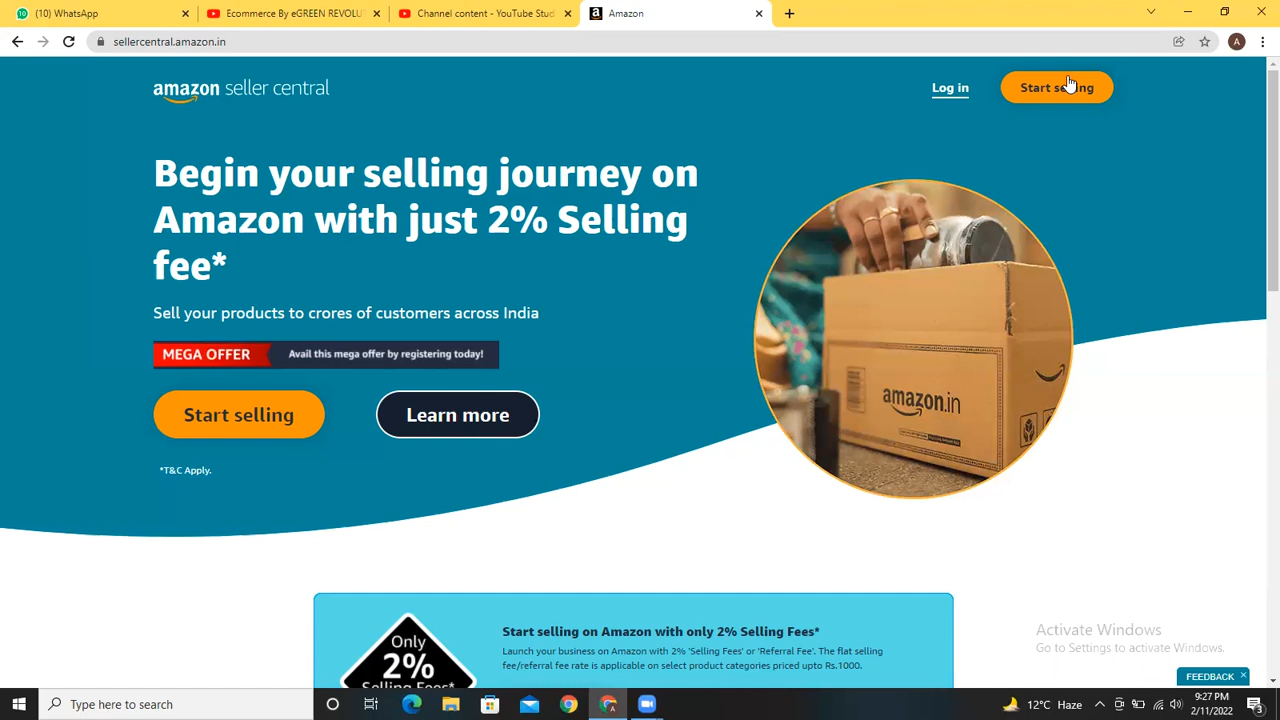 (10) WhatsApp
Ecommerce By eGREEN REVOLU
Channel content - YouTube Stud
Amazon
sellercentral.amazon.in
A
amazon seller central
Log in
Start selling
Begin your selling journey on
Amazon with just 2% Selling
fee*
Sell your products to crores of customers across India
MEGA OFFER
Avail this mega offer by registering today!
Start selling
Learn more
*T&C Apply.
amazon.in
Only
2%
Selling Fees*
Start selling on Amazon with only 2% Selling Fees*
Launch your business on Amazon with 2% 'Selling Fees' or 'Referral Fee'. The flat selling
fee/referral fee rate is applicable on select product categories priced upto Rs.1000.
Activate Windows
Go to Settings to activate Windows.
FEEDBACK
Type here to search
12°C Haze
9:27 PM
2/11/2022
3